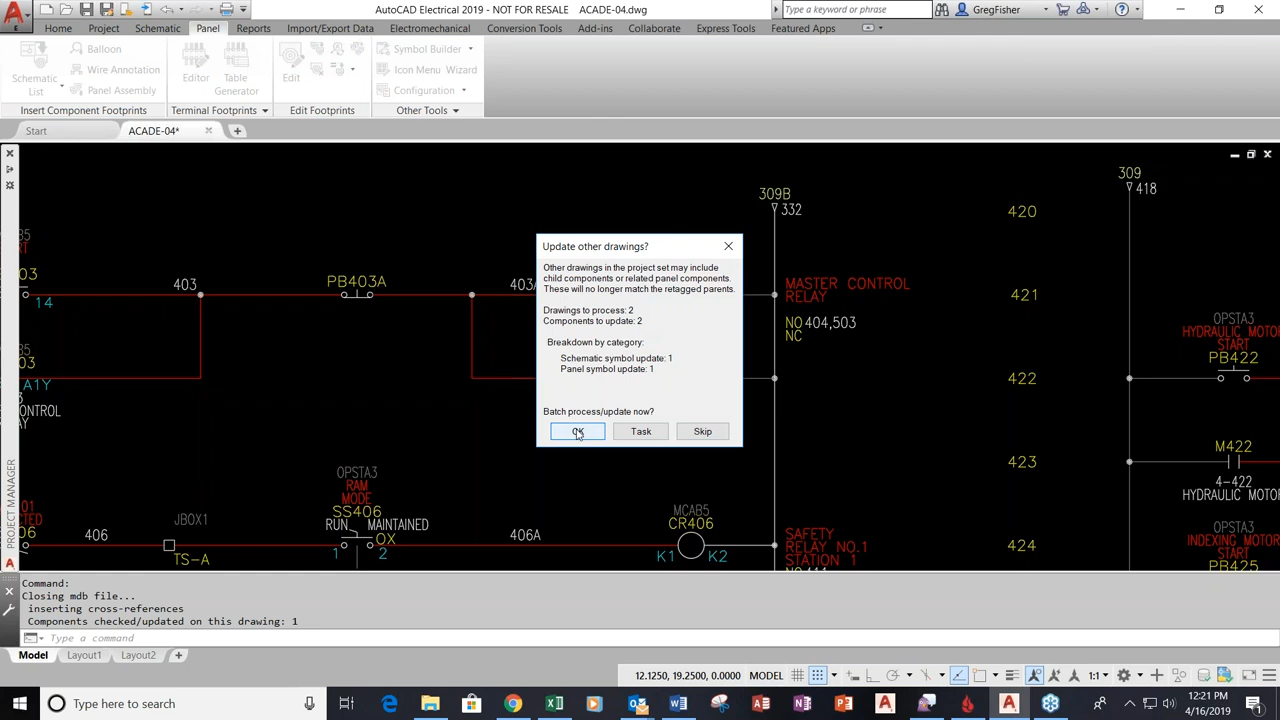 AutoCAD Electrical 2019 - NOT FOR RESALE   ACADE-04.dwg
Type a keyword or phrase
GregFisher
Home
Project
Schematic
Panel
Reports
Import/Export Data
Electromechanical
Conversion Tools
Add-ins
Collaborate
Express Tools
Featured Apps
Schematic
List
Balloon
Wire Annotation
Panel Assembly
Insert Component Footprints
Editor
Table
Generator
Terminal Footprints
Edit
Edit Footprints
Symbol Builder
Icon Menu Wizard
Configuration
Other Tools
Start
ACADE-04*
309B
332
309
418
420
403
PB403A
14
MASTER CONTROL
RELAY
NO 404,503
NC
421
OPSTA3
HYDRAULIC MOTOR
START
PB422
A1Y
422
M422
4-422
HYDRAULIC MOTOR
423
OPSTA3
RAM
MODE
SS406
RUN
MAINTAINED
OX
1
2
406
JBOX1
TS-A
406A
MCAB5
CR406
K1
K2
SAFETY
RELAY NO.1
STATION 1
424
OPSTA3
INDEXING MOTOR
START
PB425
Update other drawings?
Other drawings in the project set may include
child components or related panel components.
These will no longer match the retagged parents.
Drawings to process: 2
Components to update: 2
Breakdown by category:
Schematic symbol update: 1
Panel symbol update: 1
Batch process/update now?
OK
Task
Skip
PROJECT MANAGER
Command:
Closing mdb file...
inserting cross-references
Components checked/updated on this drawing: 1
Type a command
Model
Layout1
Layout2
12.1250, 19.2500, 0.0000
MODEL
1:1
Type here to search
12:21 PM
4/16/2019